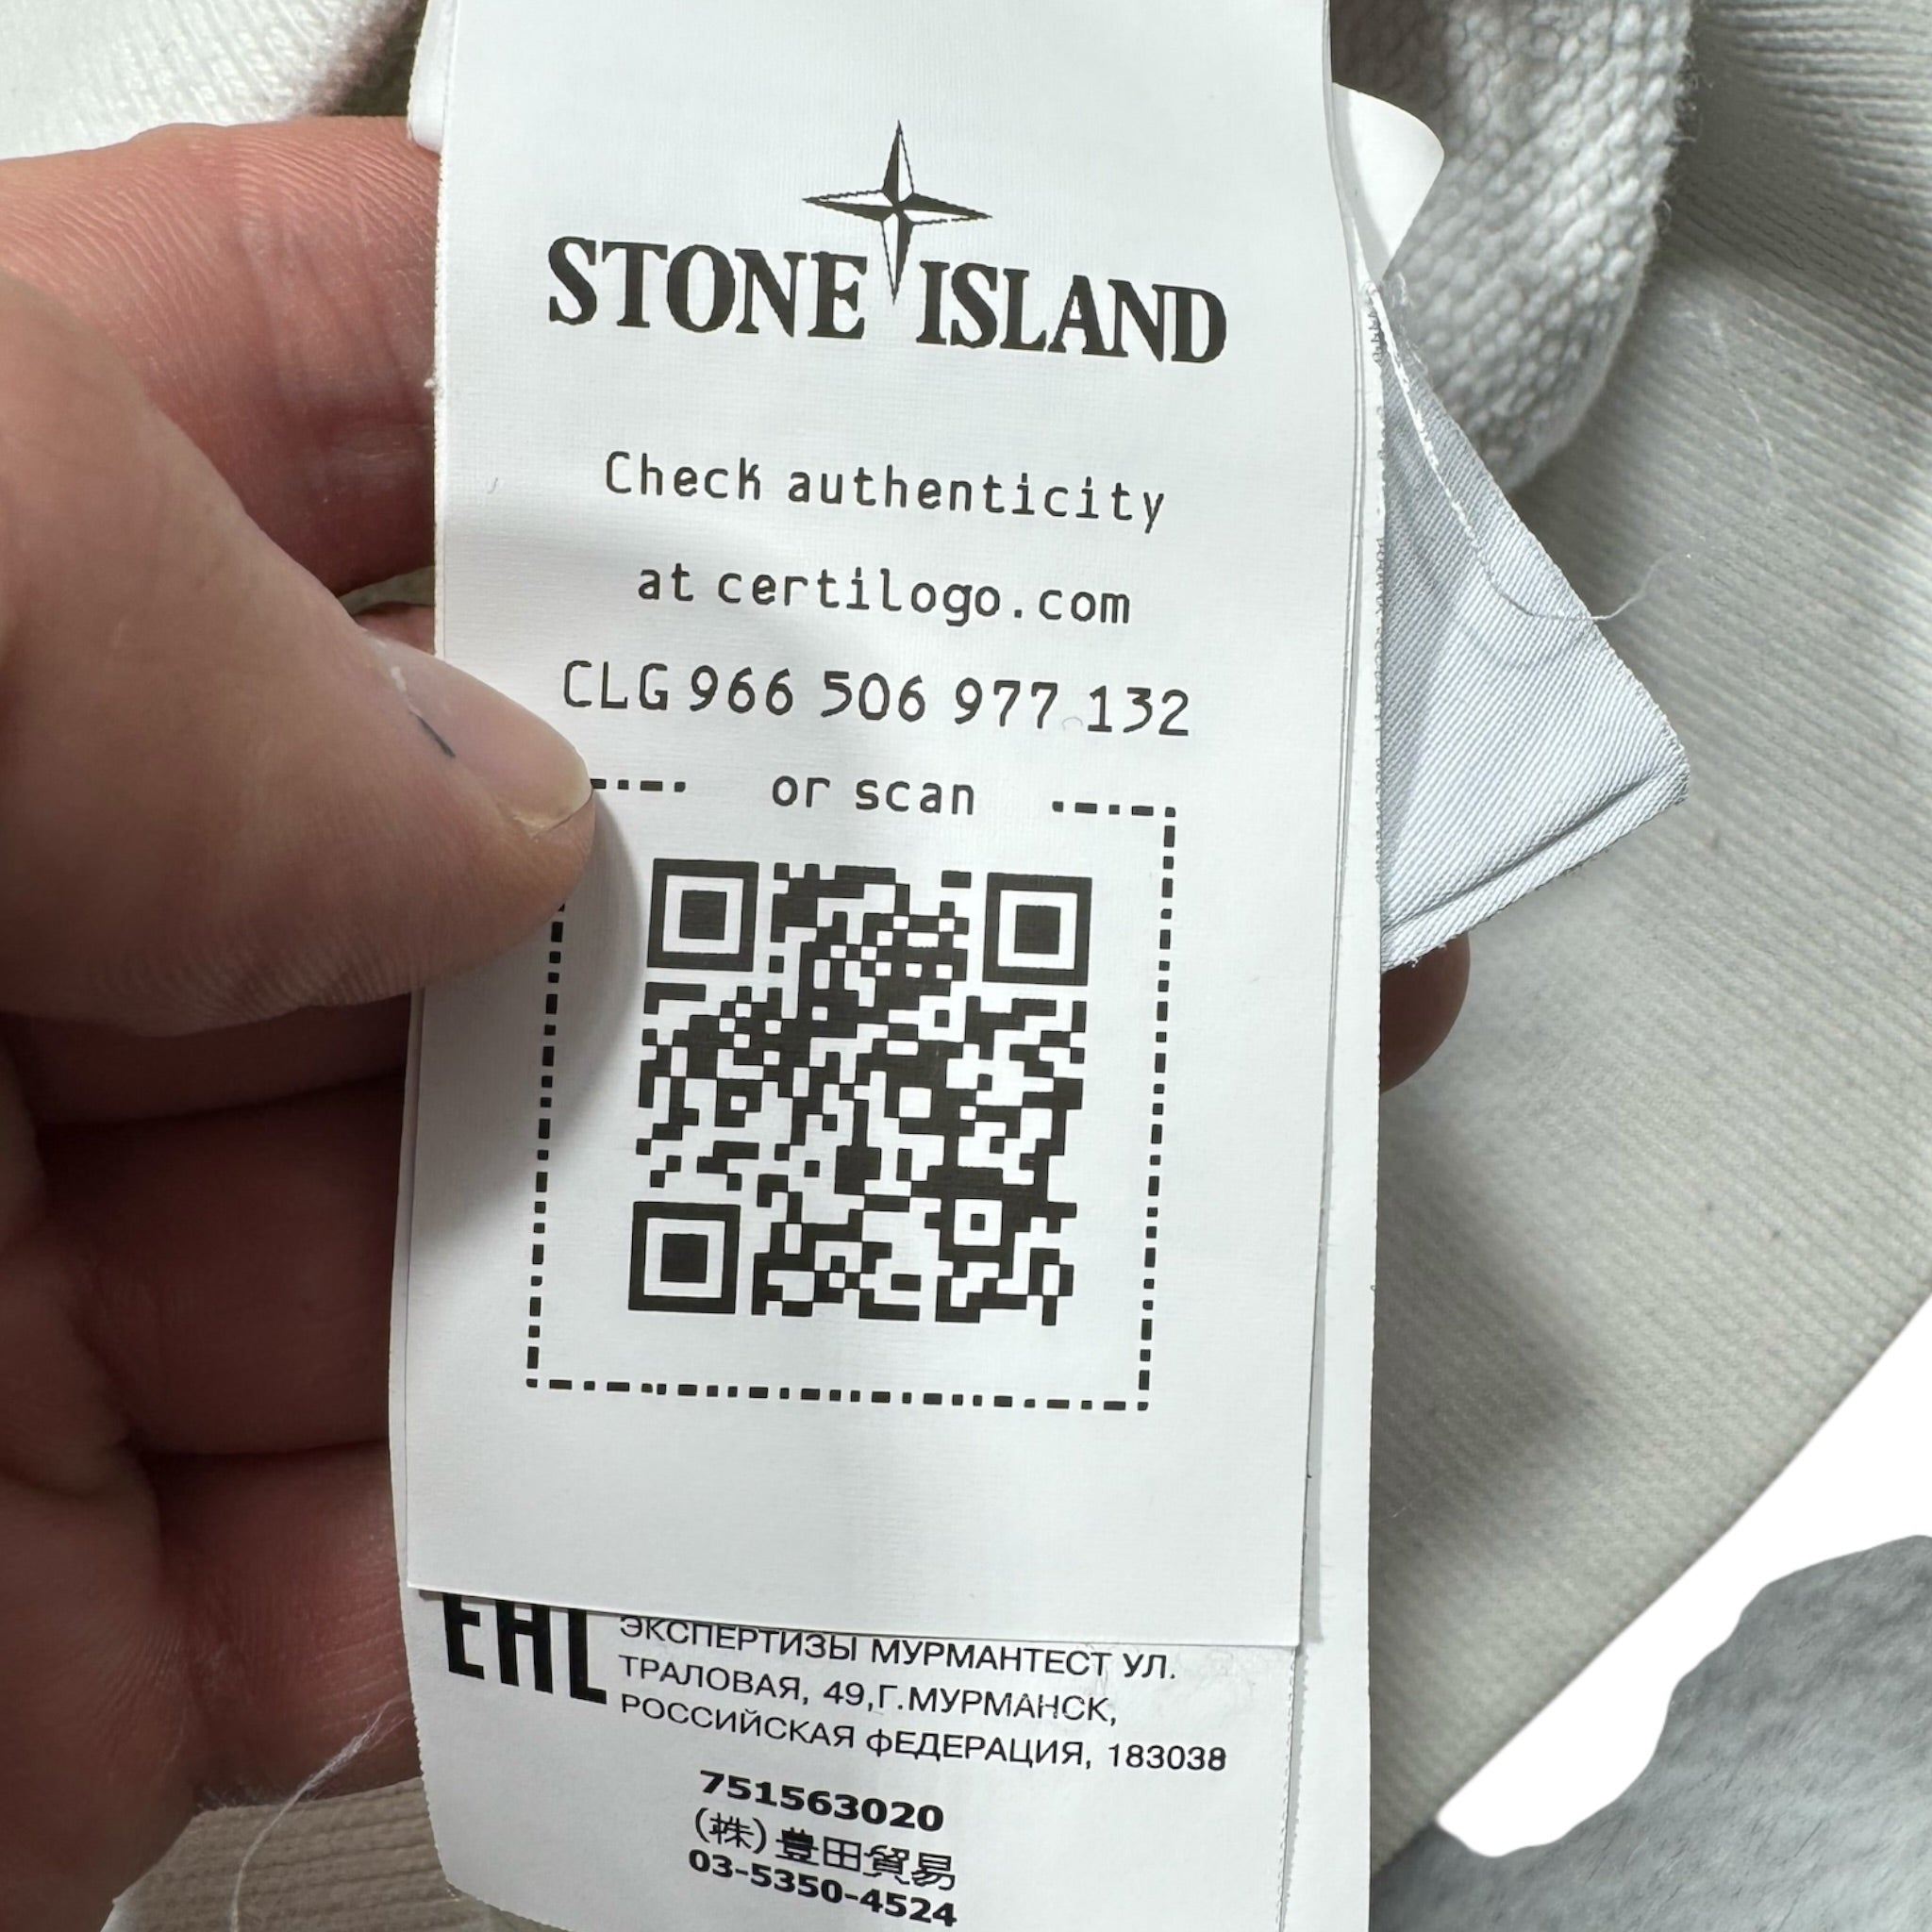 STONE ISLAND
Check authenticity
at certilogo.com
CLG 966 506 977 132
or scan
EAC
ЭКСПЕРТИЗЫ МУРМАНТЕСТ УЛ.
ТРАЛОВАЯ, 49,Г.МУРМАНСК,
РОССИЙСКАЯ фЕДЕРАЦИЯ, 183038
751563020
(株)豊田貿易
03-5350-4524